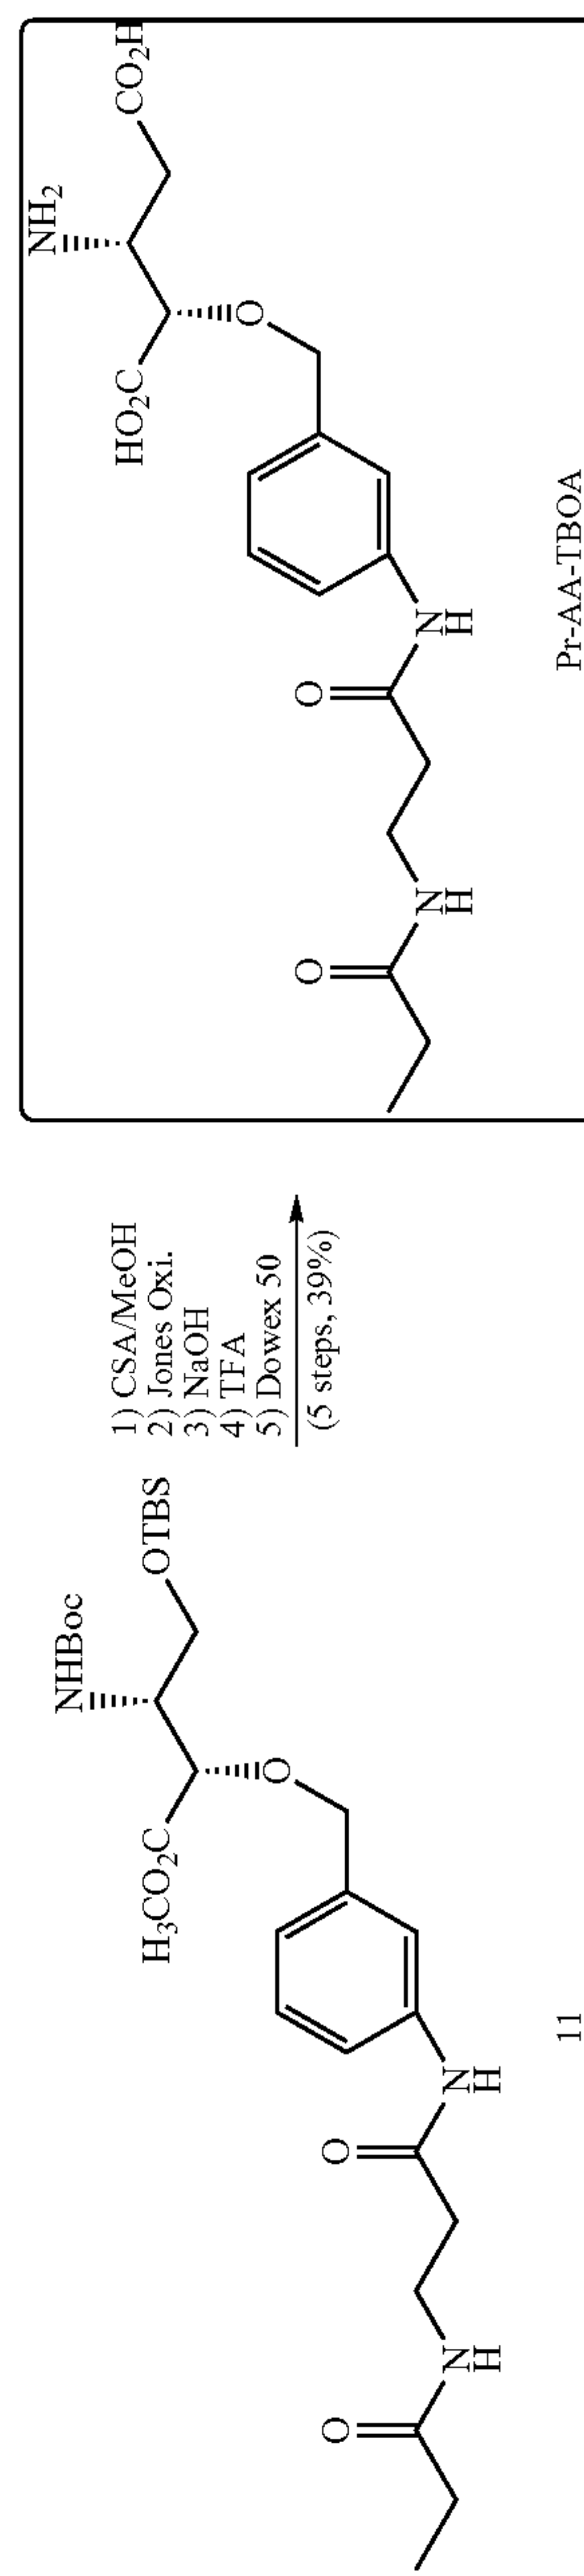 NHBoc
OTBS
H₃CO₂C
O
O
N
H
O
N
H
11
1) CSA/MeOH
2) Jones Oxi.
3) NaOH
4) TFA
5) Dowex 50
(5 steps, 39%)
NH₂
CO₂H
HO₂C
O
O
N
H
O
N
H
Pr-AA-TBOA